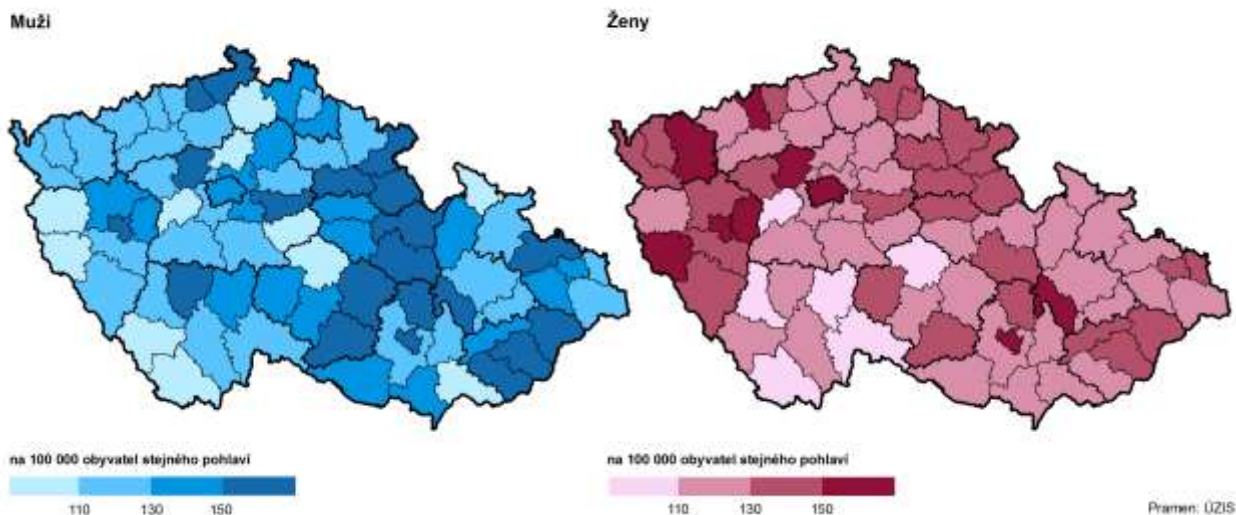 Muži
Ženy
na 100 000 obyvatel stejného pohlaví
110 130 150
na 100 000 obyvatel stejného pohlaví
110 130 150
Pramen: ÚZIS